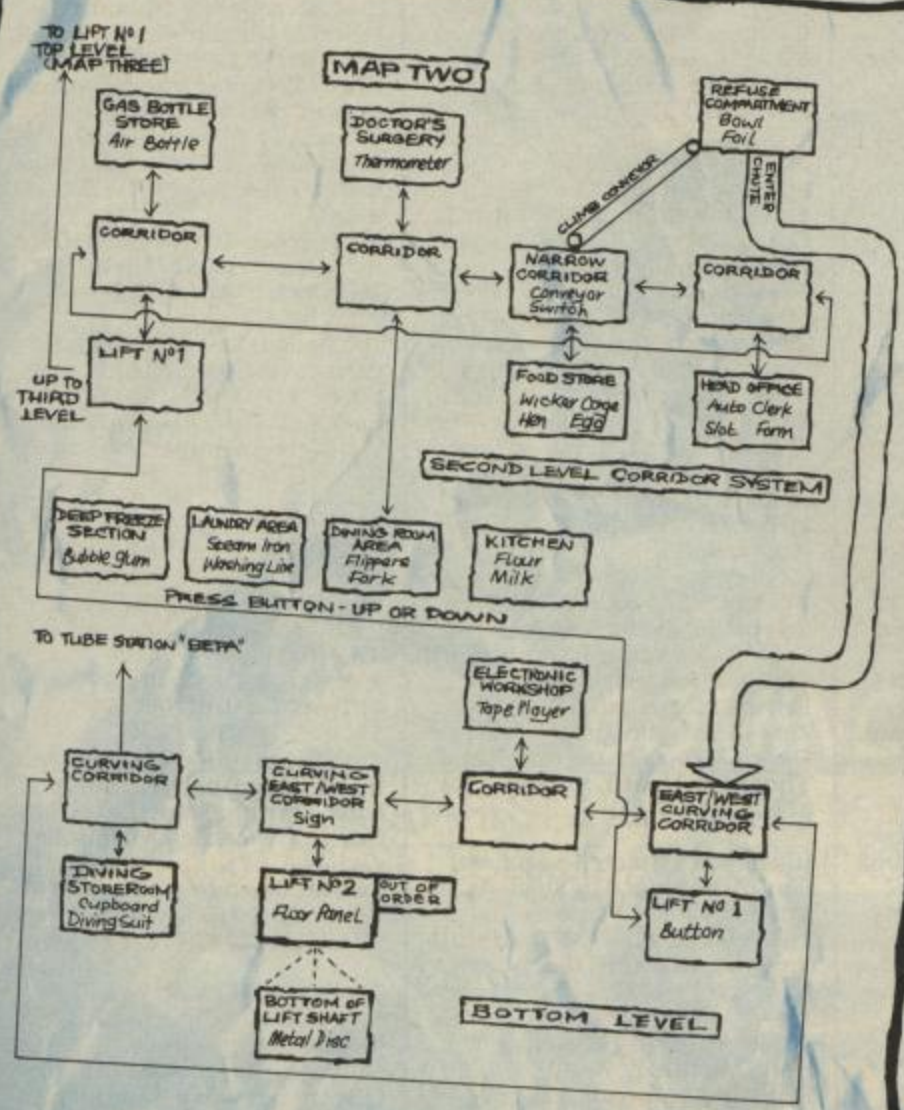 TO LIFT Nº1
TOP LEVEL
(MAP THREE)
MAP TWO
GAS BOTTLE
STORE
Air Bottle
DOCTOR'S
SURGERY
Thermometer
REFUSE
COMPARTMENT
Bowl
Foil
CLIMB CONVEYOR
ENTER
CHUTE
CORRIDOR
CORRIDOR
NARROW
CORRIDOR
Conveyor
Switch
CORRIDOR
LIFT Nº1
UP TO
THIRD
LEVEL
FOOD STORE
Wicker Cage
Hen Egg
HEAD OFFICE
Auto Clerk
Slot Form
SECOND LEVEL CORRIDOR SYSTEM
DEEP FREEZE
SECTION
Bubble Gum
LAUNDRY AREA
Steam Iron
Washing Line
DINING ROOM
AREA
Flippers
Fork
KITCHEN
Flour
Milk
PRESS BUTTON - UP OR DOWN
TO TUBE STATION "BETA"
ELECTRONIC
WORKSHOP
Tape Player
CURVING
CORRIDOR
CURVING
EAST/WEST
CORRIDOR
Sign
CORRIDOR
EAST/WEST
CURVING
CORRIDOR
DIVING
STOREROOM
Cupboard
Diving Suit
LIFT Nº2
Floor Panel
OUT OF
ORDER
LIFT Nº 1
Button
BOTTOM OF
LIFT SHAFT
Metal Disc
BOTTOM LEVEL